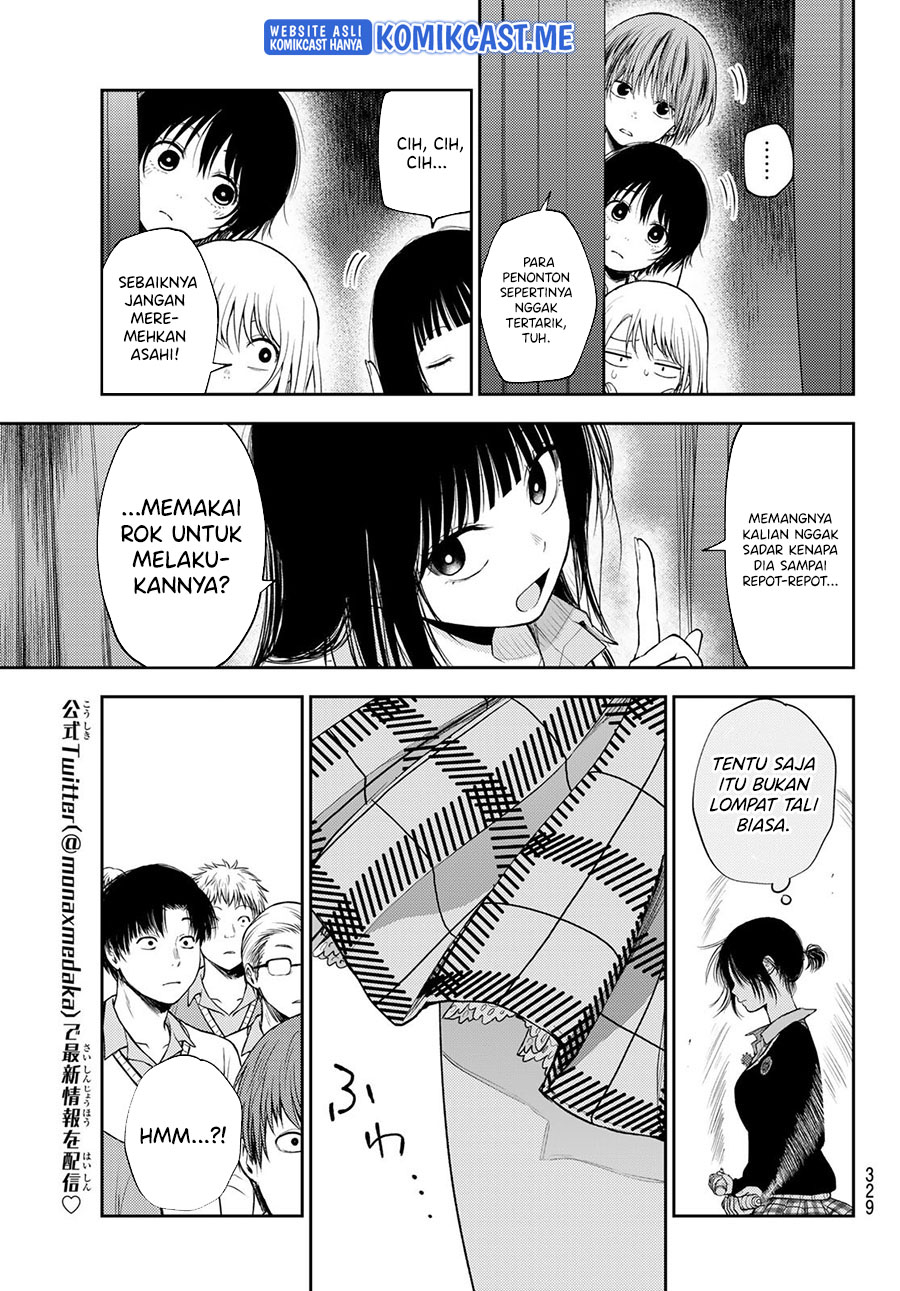 WEBSITE ASLI
KOMIKCAST HANYA
KOMIKCAST.ME
......
PARA
PENONTON
SEPERTINYA
NGGAK
TERTARIK,
TUH.
CIH, CIH,
CIH...
SEBAIKNYA
JANGAN
MERE-
MEHKAN
ASAHI!
MEMANGNYA
KALIAN NGGAK
SADAR KENAPA
DIA SAMPAI
REPOT-REPOT...
...MEMAKAI
ROK UNTUK
MELAKU-
KANNYA?
TENTU SAJA
ITU BUKAN
LOMPAT TALI
BIASA.
ふわ...
HMM...?!
公式Twitter(@monaxmedaka)で最新情報を配信♡
こうしき
さいしんじょうほう
はいしん
329